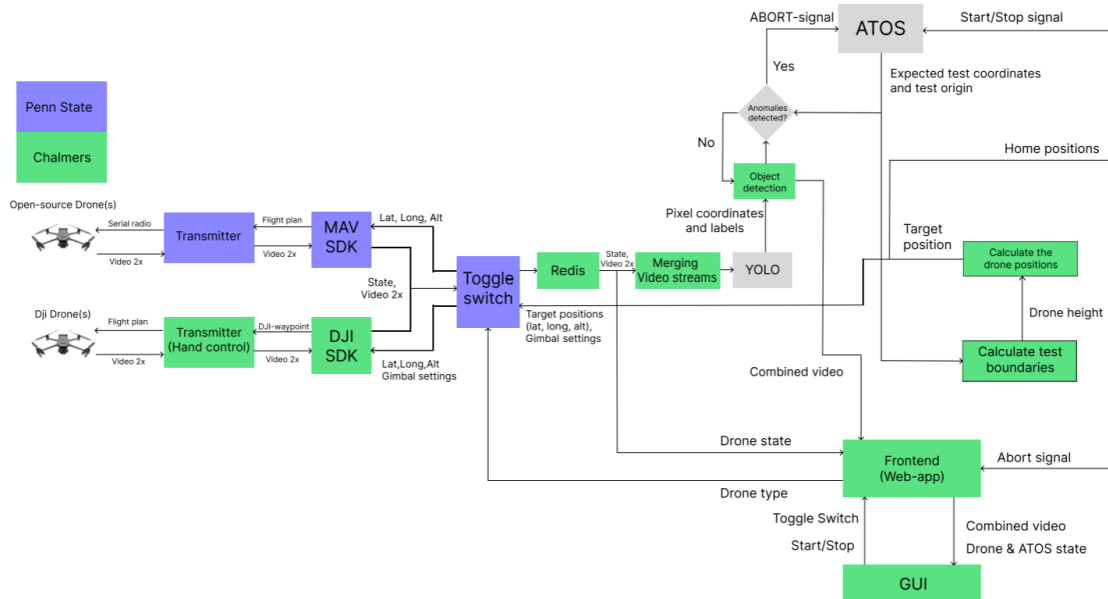 ABORT-signal
ATOS
Start/Stop signal
Yes
Expected test coordinates
and test origin
Penn State
Chalmers
Anomalies
detected?
No
Home positions
Object
detection
Open-source Drone(s)
Serial radio
Transmitter
Flight plan
MAV
SDK
Lat, Long, Alt
Video 2x
Video 2x
Pixel coordinates
and labels
Target
position
Calculate the
drone positions
State,
Video 2x
Toggle
switch
Redis
State,
Video 2x
Merging
Video streams
YOLO
Drone height
Dji Drone(s)
Flight plan
Transmitter
(Hand control)
DJI-waypoint
DJI
SDK
Target positions
(lat, long, alt),
Gimbal settings
Video 2x
Video 2x
Lat,Long,Alt
Gimbal settings
Calculate test
boundaries
Combined video
Drone state
Frontend
(Web-app)
Abort signal
Drone type
Toggle Switch
Start/Stop
Combined video
Drone & ATOS state
GUI